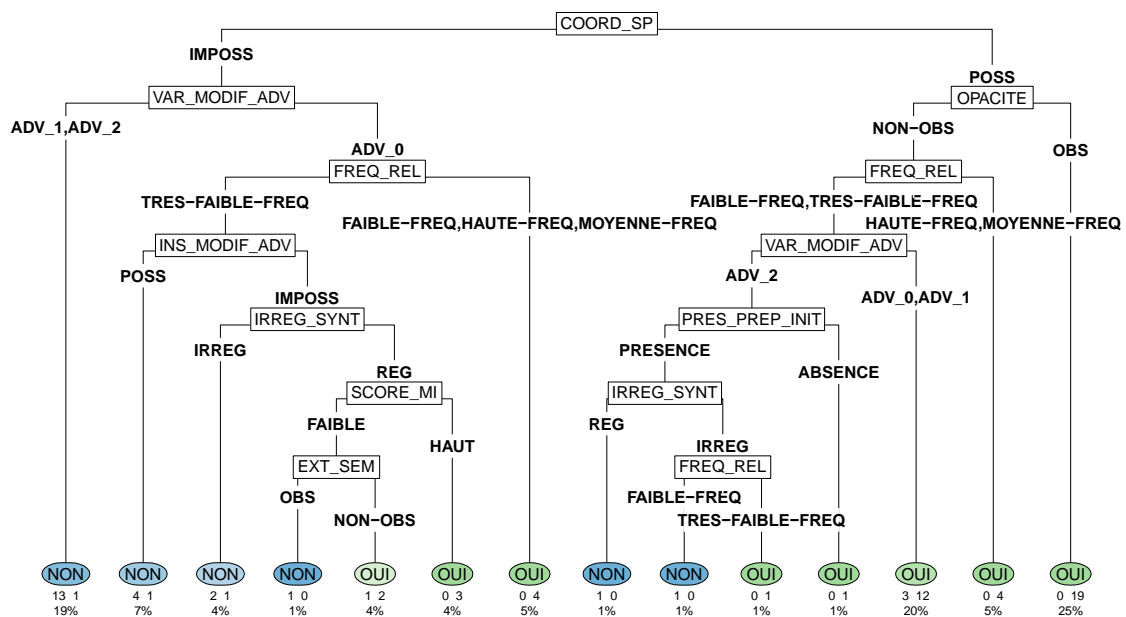 COORD_SP
IMPOSS
POSS
VAR_MODIF_ADV
OPACITE
ADV_1,ADV_2
NON−OBS
ADV_0
OBS
FREQ_REL
FREQ_REL
TRES−FAIBLE−FREQ
FAIBLE−FREQ,TRES−FAIBLE−FREQ
FAIBLE−FREQ,HAUTE−FREQ,MOYENNE−FREQ
HAUTE−FREQ,MOYENNE−FREQ
INS_MODIF_ADV
VAR_MODIF_ADV
POSS
ADV_2
IMPOSS
ADV_0,ADV_1
IRREG_SYNT
PRES_PREP_INIT
IRREG
PRESENCE
REG
ABSENCE
SCORE_MI
IRREG_SYNT
FAIBLE
REG
HAUT
IRREG
EXT_SEM
FREQ_REL
OBS
FAIBLE−FREQ
NON−OBS
TRES−FAIBLE−FREQ
NON NON NON NON OUI OUI OUI NON NON OUI OUI OUI OUI OUI
13 1 4 1 2 1 1 0 1 2 0 3 0 4 1 0 1 0 0 1 0 1 3 12 0 4 0 19
19% 7% 4% 1% 4% 4% 5% 1% 1% 1% 1% 20% 5% 25%